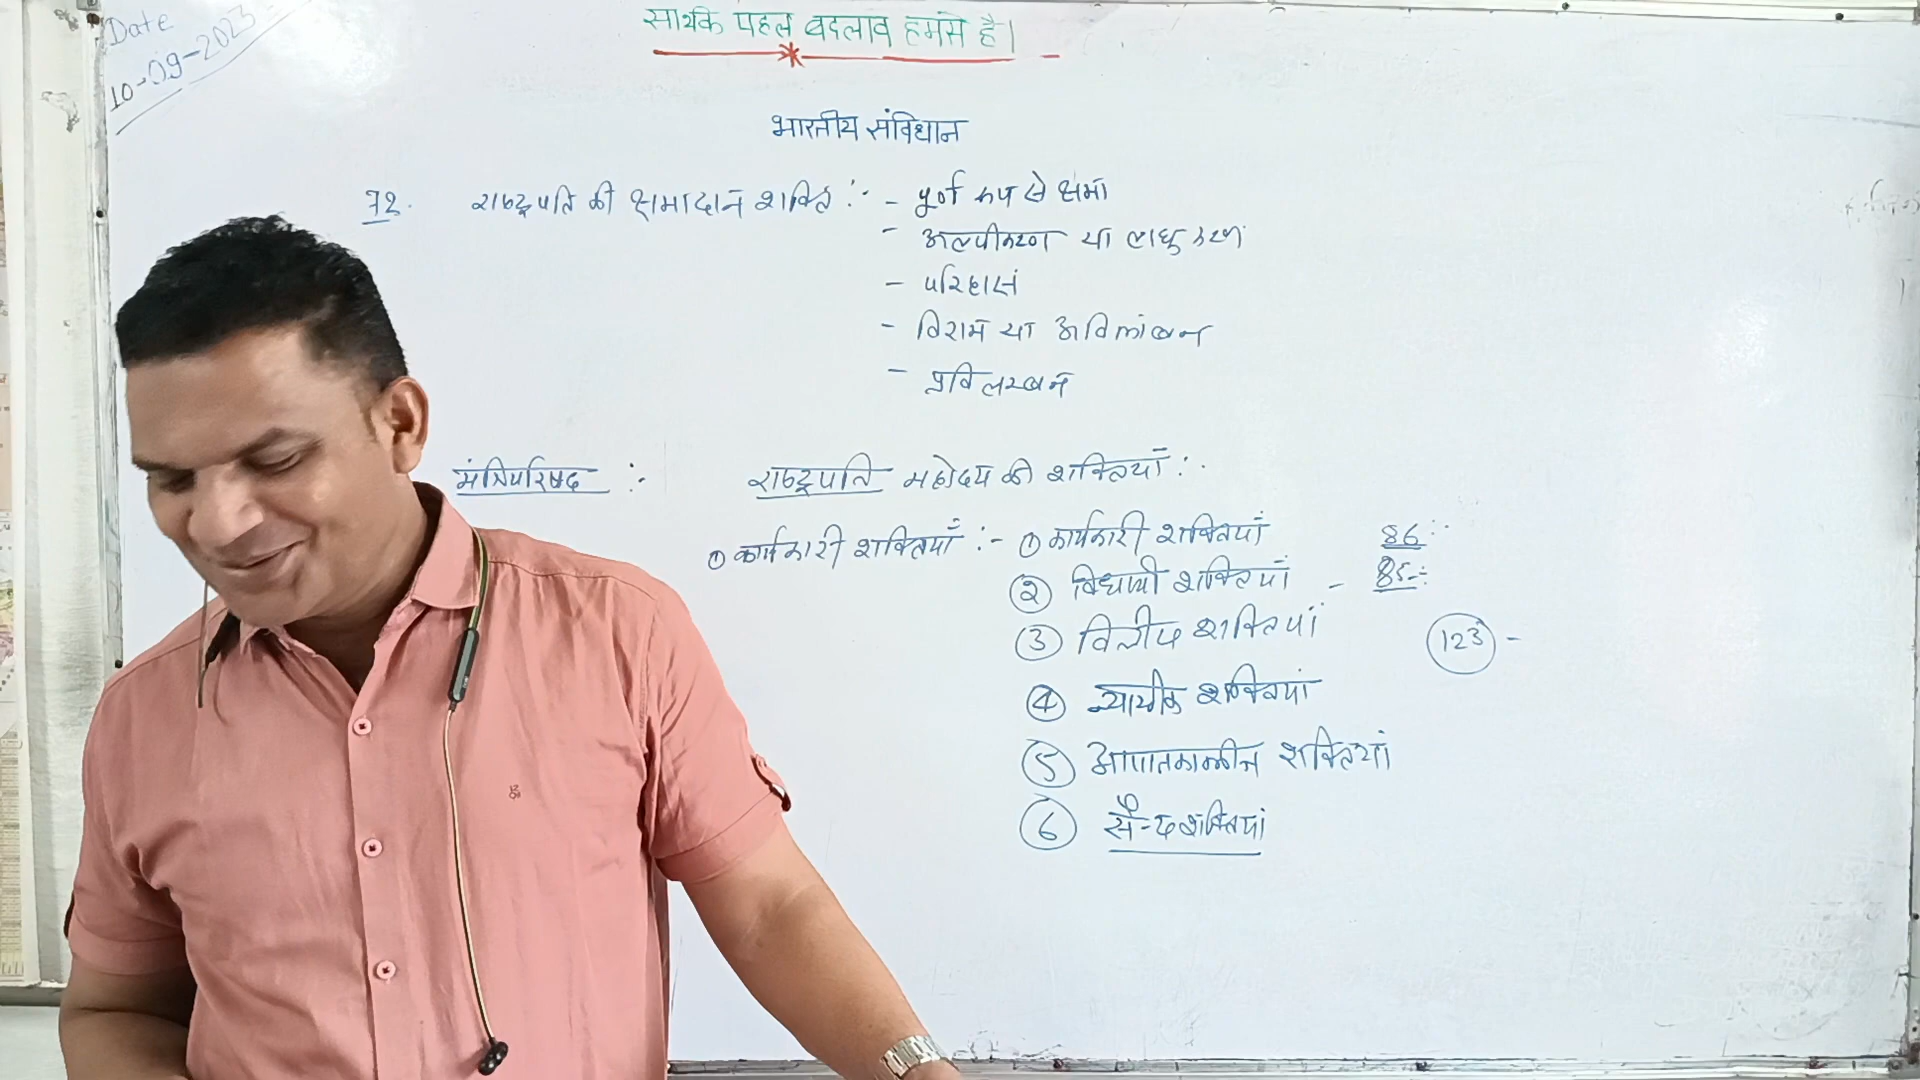 Date
10-09-2023
सार्थक पहल बदलाव हमसे है।
भारतीय संविधान
72. राष्ट्रपति की क्षमादान शक्ति :- - पूर्ण रूप से क्षमा
- अल्पीकरण या लघुकरण
- परिहास
- विराम या अविलंबन
- प्रविलम्बन
मंत्रिपरिषद :- राष्ट्रपति महोदय की शक्तियाँ :-
① कार्यकारी शक्तियाँ :- ① कार्यकारी शक्तियां 86 :-
② विधायी शक्तियां - 85 :-
③ वित्तीय शक्तियां 123 -
④ न्यायीक शक्तियां
⑤ आपातकालीन शक्तियां
⑥ सैन्य शक्तियां